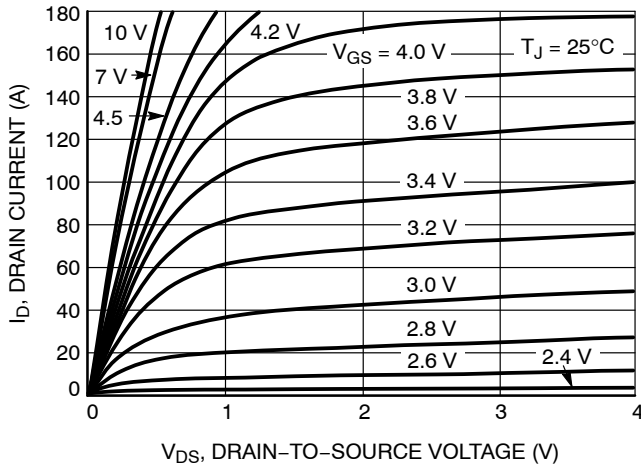 180
160
140
120
100
80
60
40
20
0
I_D, DRAIN CURRENT (A)
10 V
7 V
4.5
4.2 V
V_GS = 4.0 V
T_J = 25°C
3.8 V
3.6 V
3.4 V
3.2 V
3.0 V
2.8 V
2.6 V
2.4 V
0 1 2 3 4
V_DS, DRAIN−TO−SOURCE VOLTAGE (V)